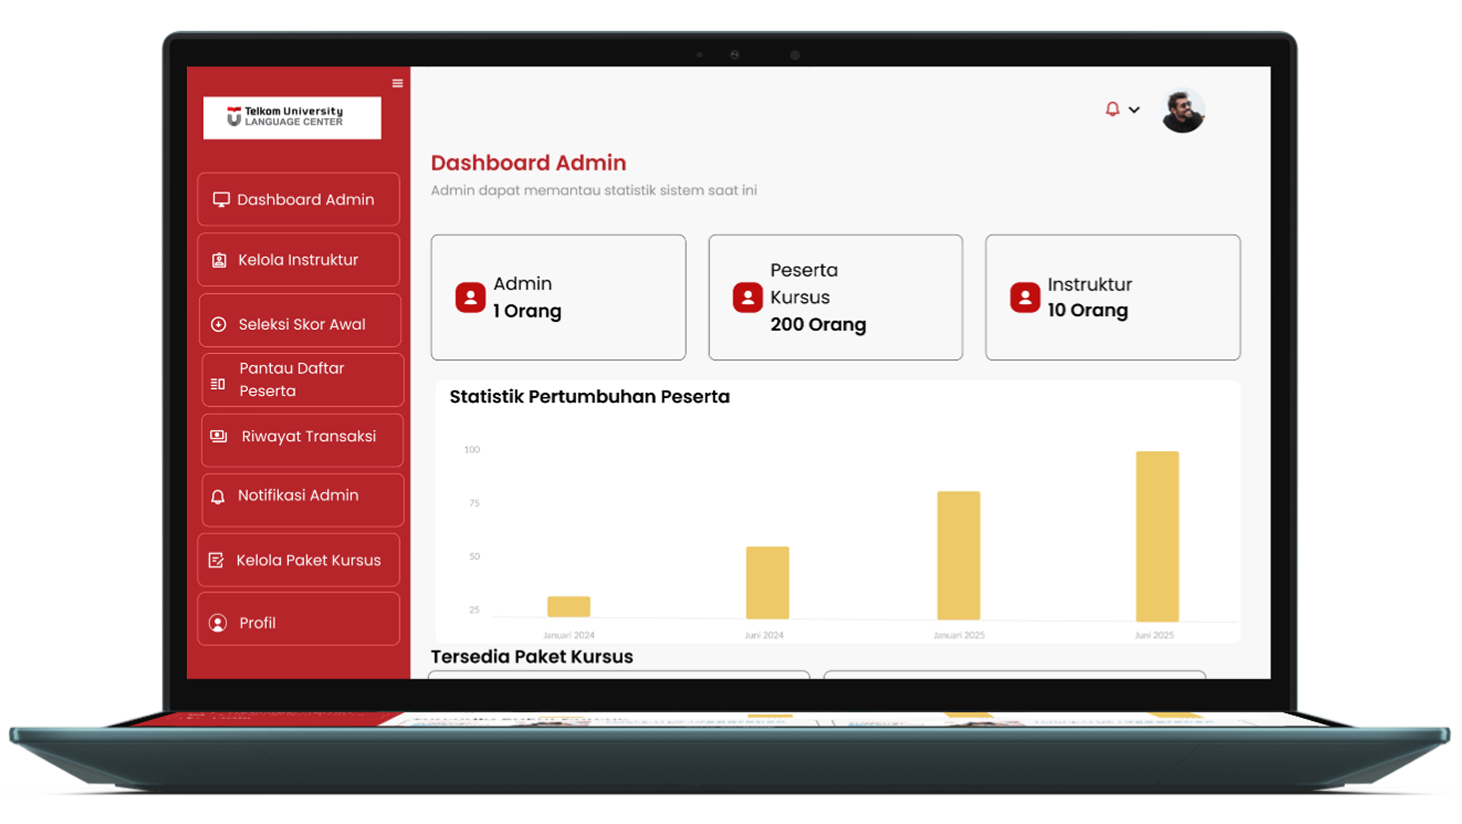 Telkom University
LANGUAGE CENTER
Dashboard Admin
Kelola Instruktur
Seleksi Skor Awal
Pantau Daftar
Peserta
Riwayat Transaksi
Notifikasi Admin
Kelola Paket Kursus
Profil
Dashboard Admin
Admin dapat memantau statistik sistem saat ini
Admin
1 Orang
Peserta
Kursus
200 Orang
Instruktur
10 Orang
Statistik Pertumbuhan Peserta
100
75
50
25
Januari 2024
Juni 2024
Januari 2025
Juni 2025
Tersedia Paket Kursus